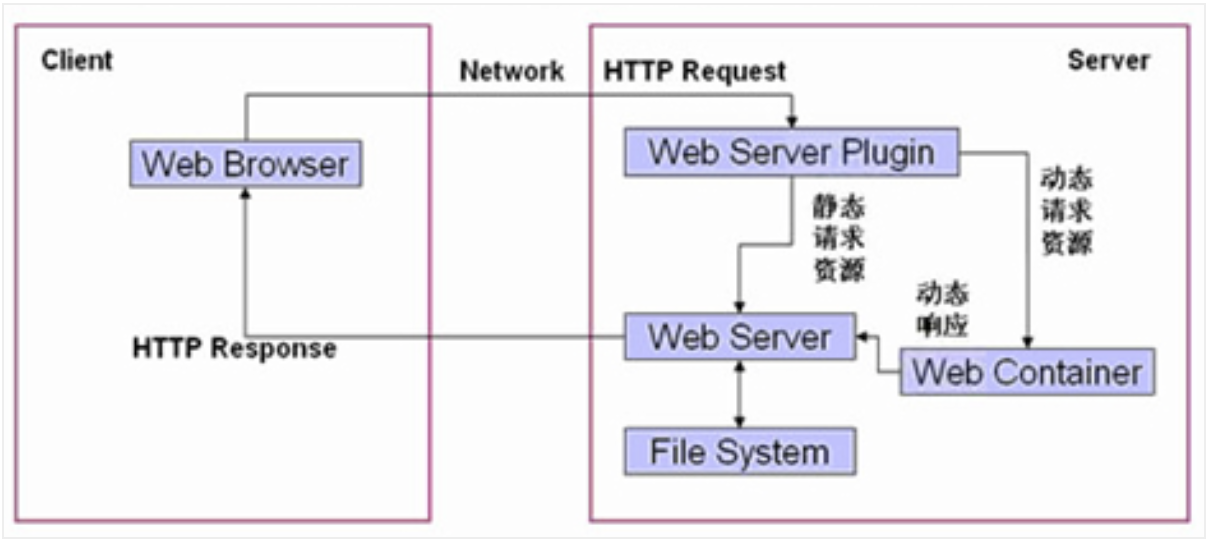 Client
Server
Network
HTTP Request
Web Browser
Web Server Plugin
静态
请求
资源
动态
请求
资源
动态
响应
HTTP Response
Web Server
Web Container
File System